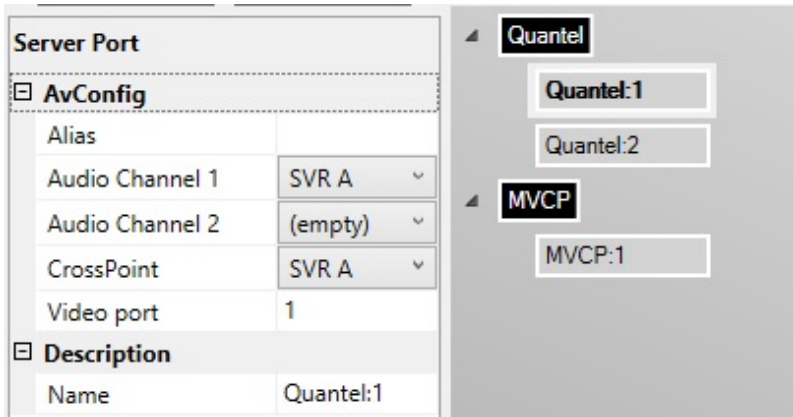 Server Port
AvConfig
Alias
Audio Channel 1 SVR A
Audio Channel 2 (empty)
CrossPoint SVR A
Video port 1
Description
Name Quantel:1
Quantel
Quantel:1
Quantel:2
MVCP
MVCP:1